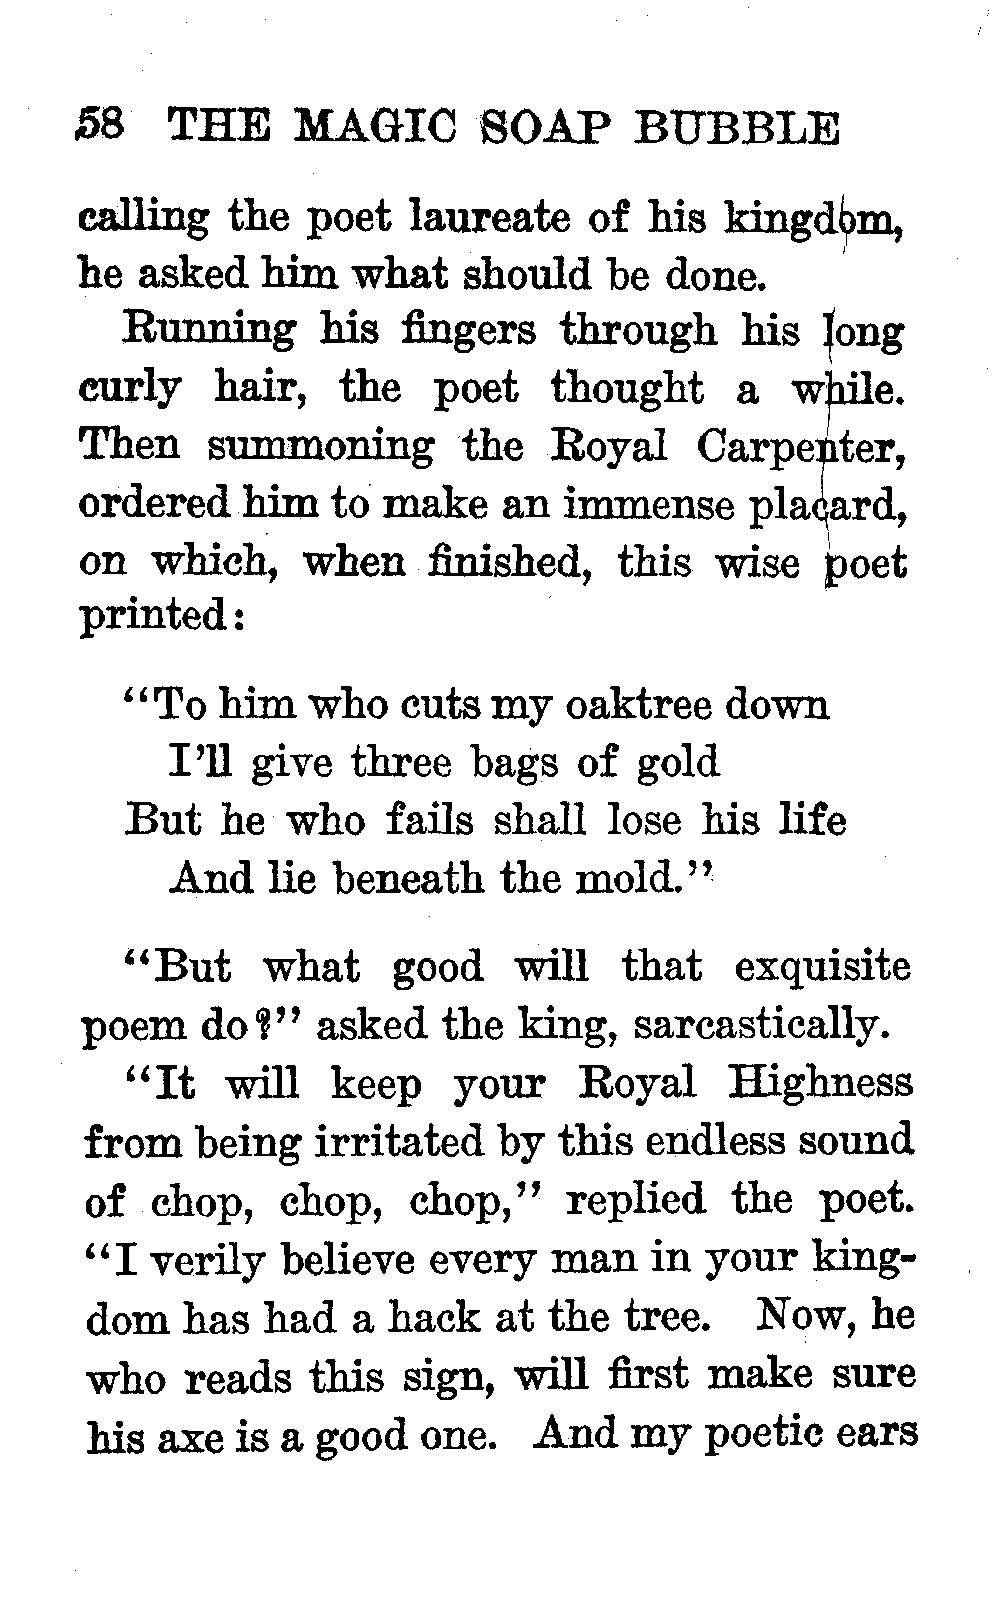 58 THE MAGIC SOAP BUBBLE
calling the poet laureate of his kingdom,
he asked him what should be done.
Running his fingers through his long
curly hair, the poet thought a while.
Then summoning the Royal Carpenter,
ordered him to make an immense placard,
on which, when finished, this wise poet
printed:
“To him who cuts my oaktree down
I’ll give three bags of gold
But he who fails shall lose his life
And lie beneath the mold.”
“But what good will that exquisite
poem do?” asked the king, sarcastically.
“It will keep your Royal Highness
from being irritated by this endless sound
of chop, chop, chop,” replied the poet.
“I verily believe every man in your king-
dom has had a hack at the tree. Now, he
who reads this sign, will first make sure
his axe is a good one. And my poetic ears